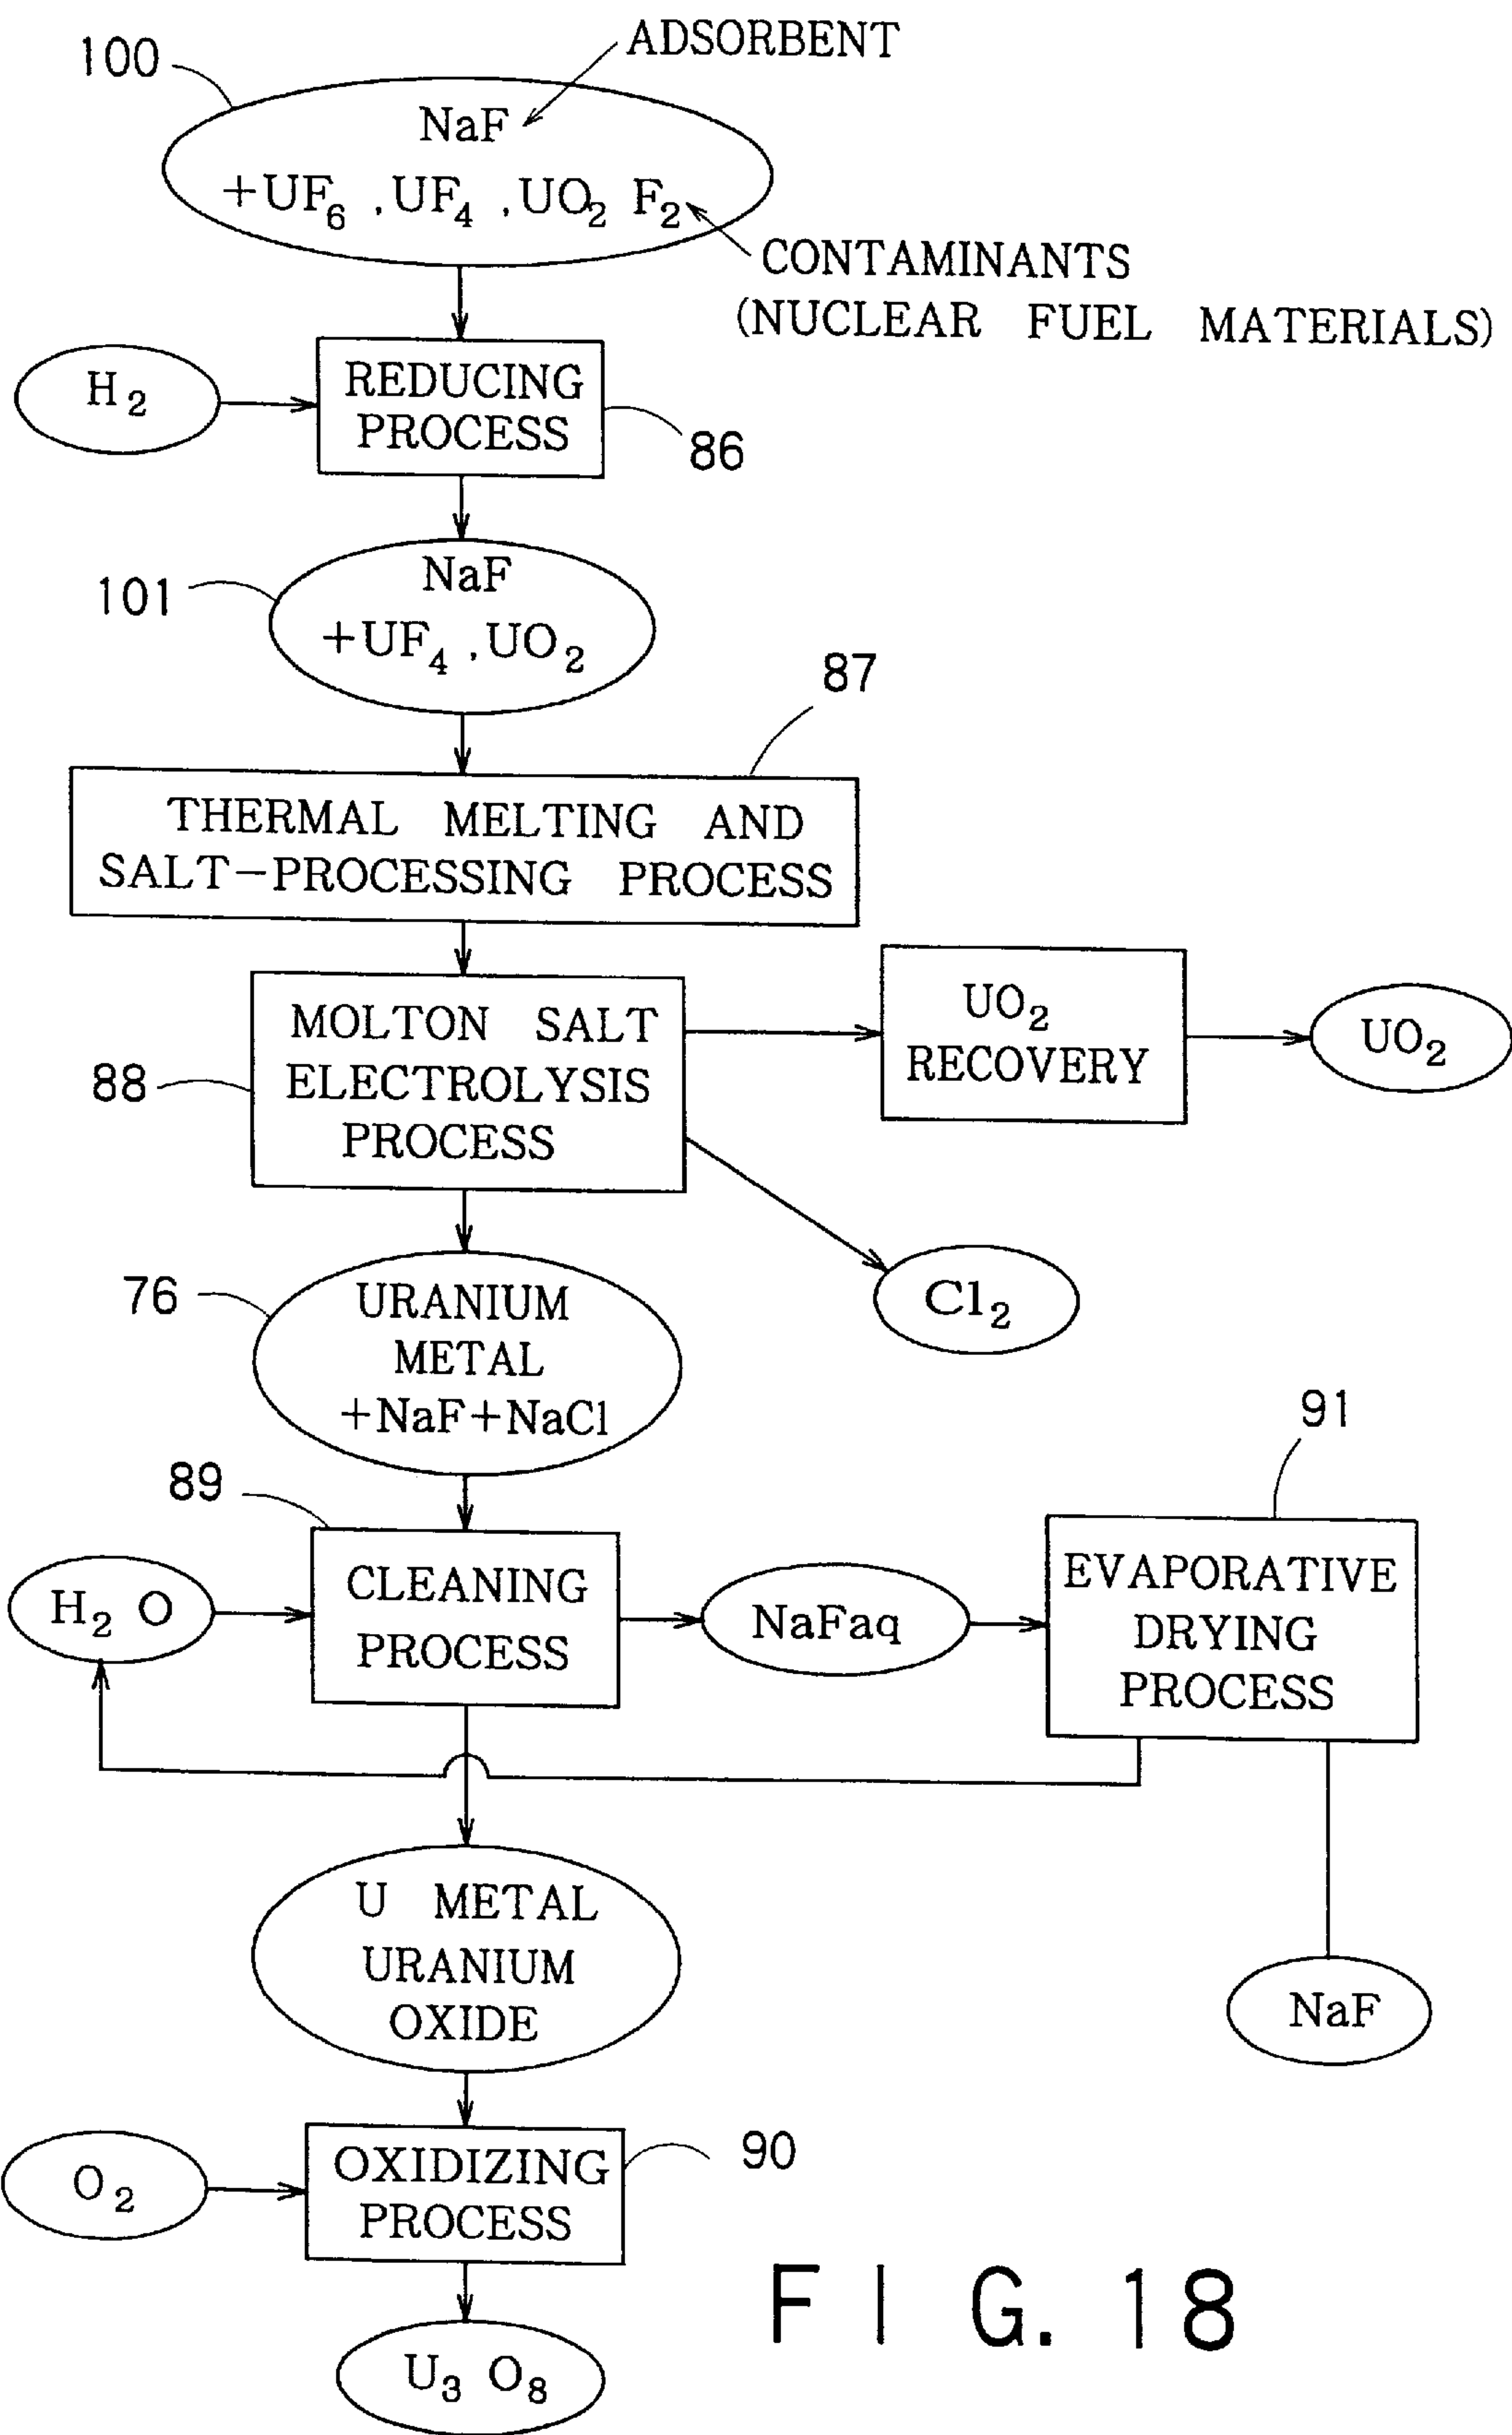 ADSORBENT
100
NaF
+UF6 .UF4 .UO2 F2
CONTAMINANTS
(NUCLEAR FUEL MATERIALS)
H2
REDUCING
PROCESS
86
NaF
101
+UF4 .UO2
87
THERMAL MELTING AND
SALT-PROCESSING PROCESS
MOLTON SALT
ELECTROLYSIS
PROCESS
88
UO2
RECOVERY
UO2
Cl2
76
URANIUM
METAL
+NaF+NaCl
91
89
H2 O
CLEANING
PROCESS
NaFaq
EVAPORATIVE
DRYING
PROCESS
U METAL
URANIUM
OXIDE
NaF
O2
OXIDIZING
PROCESS
90
U3 O8
FIG. 18